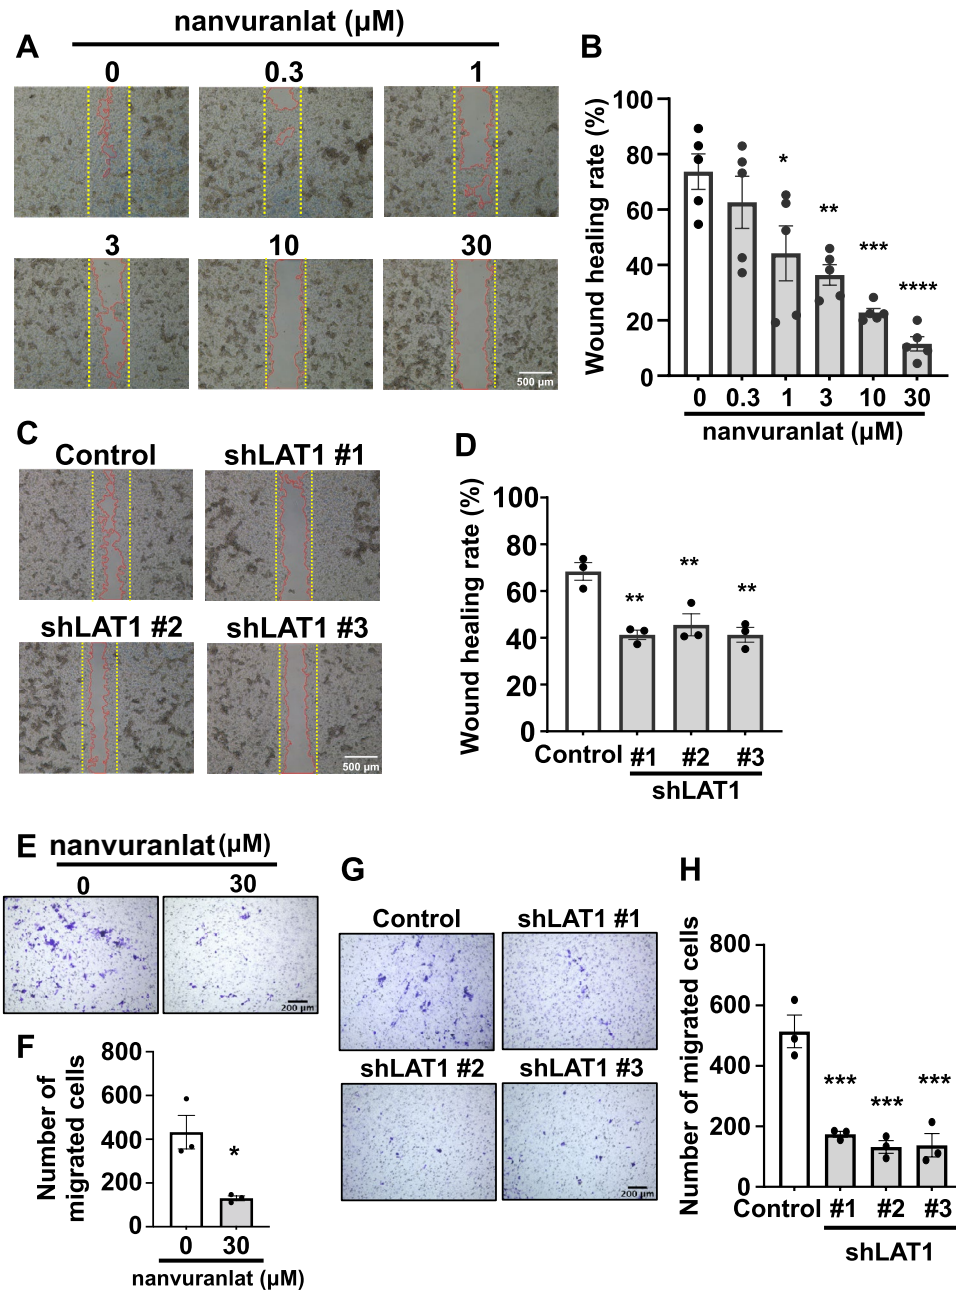 A
nanvuranlat (µM)
0 0.3 1
3 10 30
500 µm
B
Wound healing rate (%)
100
80
60
40
20
0
*
**
***
****
0 0.3 1 3 10 30
nanvuranlat (µM)
C
Control shLAT1 #1
shLAT1 #2 shLAT1 #3
500 µm
D
Wound healing rate (%)
100
80
60
40
20
0
**
**
**
Control #1 #2 #3
shLAT1
E
nanvuranlat (µM)
0 30
200 µm
F
Number of
migrated cells
800
600
400
200
0
*
0 30
nanvuranlat (µM)
G
Control shLAT1 #1
shLAT1 #2 shLAT1 #3
200 µm
H
Number of migrated cells
800
600
400
200
0
***
***
***
Control #1 #2 #3
shLAT1